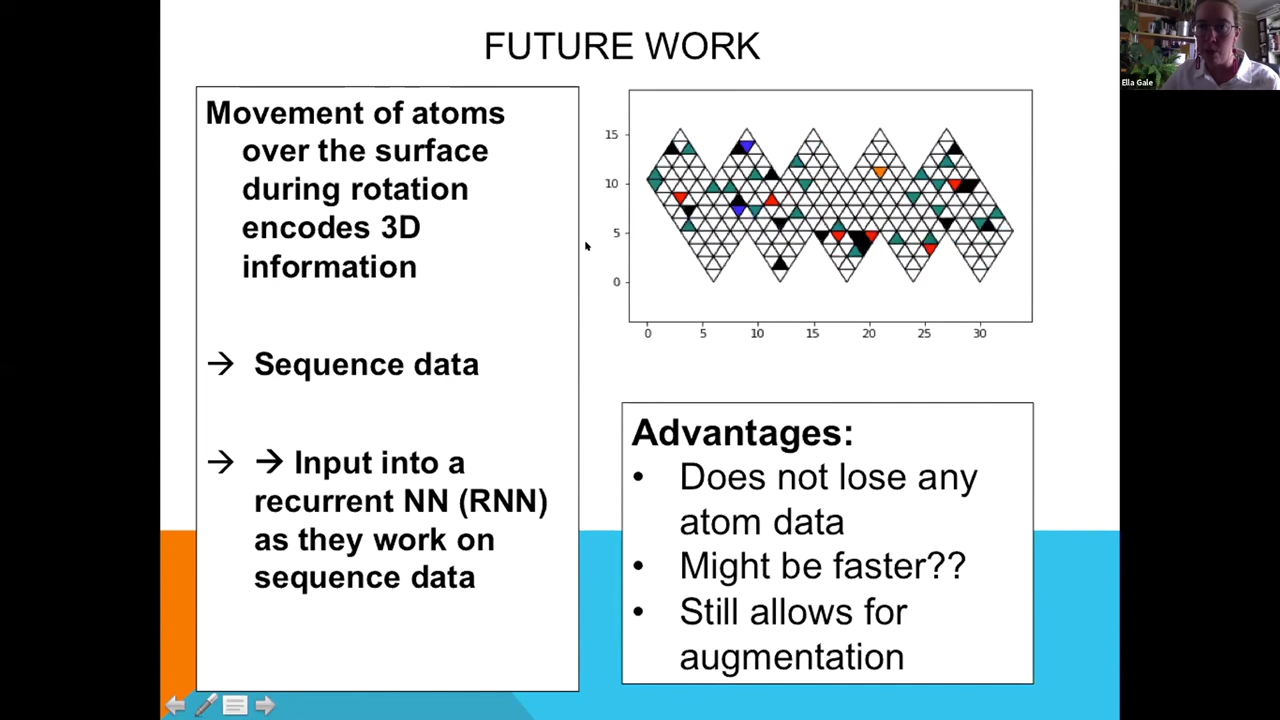 FUTURE WORK
Ella Gale
Movement of atoms
over the surface
during rotation
encodes 3D
information
→ Sequence data
→ → Input into a
recurrent NN (RNN)
as they work on
sequence data
15
10
5
0
0 5 10 15 20 25 30
Advantages:
• Does not lose any
atom data
• Might be faster??
• Still allows for
augmentation